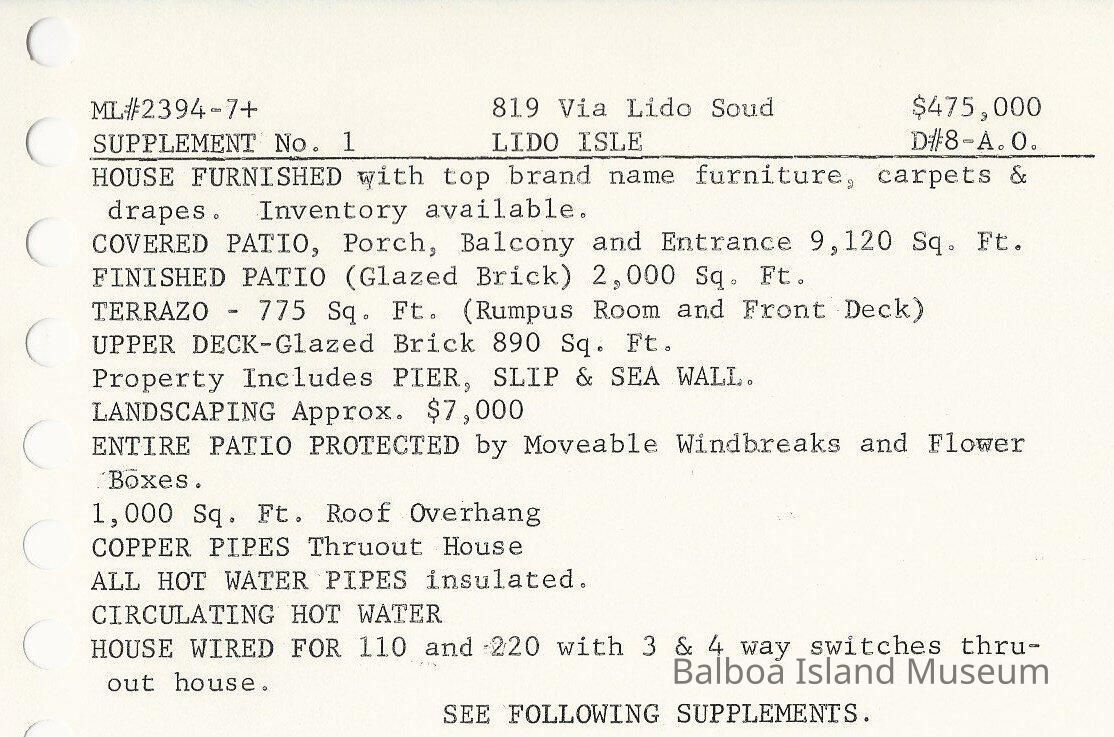 ML#2394-7+ 819 Via Lido Soud $475,000
SUPPLEMENT No. 1 LIDO ISLE D#8-A.O.
HOUSE FURNISHED with top brand name furniture, carpets &
drapes. Inventory available.
COVERED PATIO, Porch, Balcony and Entrance 9,120 Sq. Ft.
FINISHED PATIO (Glazed Brick) 2,000 Sq. Ft.
TERRAZO - 775 Sq. Ft. (Rumpus Room and Front Deck)
UPPER DECK-Glazed Brick 890 Sq. Ft.
Property Includes PIER, SLIP & SEA WALL.
LANDSCAPING Approx. $7,000
ENTIRE PATIO PROTECTED by Moveable Windbreaks and Flower
Boxes.
1,000 Sq. Ft. Roof Overhang
COPPER PIPES Thruout House
ALL HOT WATER PIPES insulated.
CIRCULATING HOT WATER
HOUSE WIRED FOR 110 and 220 with 3 & 4 way switches thru-
out house.
Balboa Island Museum
SEE FOLLOWING SUPPLEMENTS.